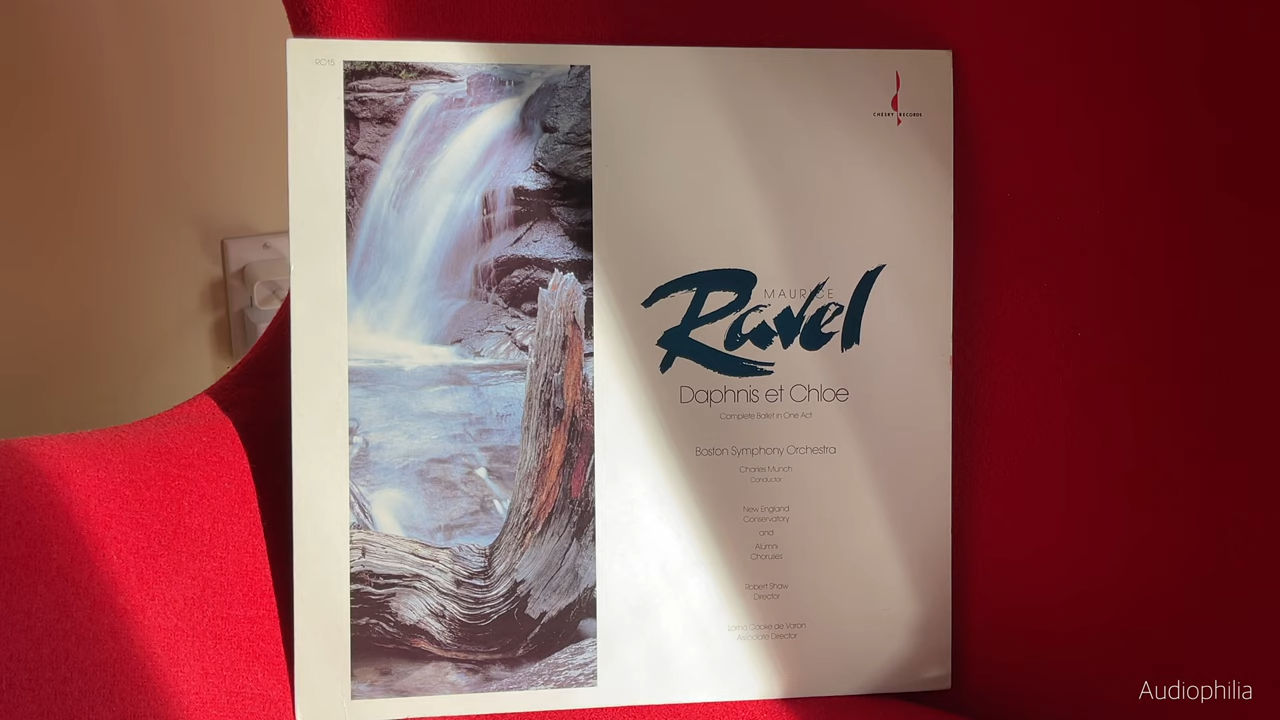 RC15
CHESKY RECORDS
MAURICE
Ravel
Daphnis et Chloe
Complete Ballet in One Act
Boston Symphony Orchestra
Charles Munch
Conductor
New England
Conservatory
and
Alumni
Choruses
Robert Shaw
Director
Lorna Cooke de Varon
Associate Director
Audiophilia